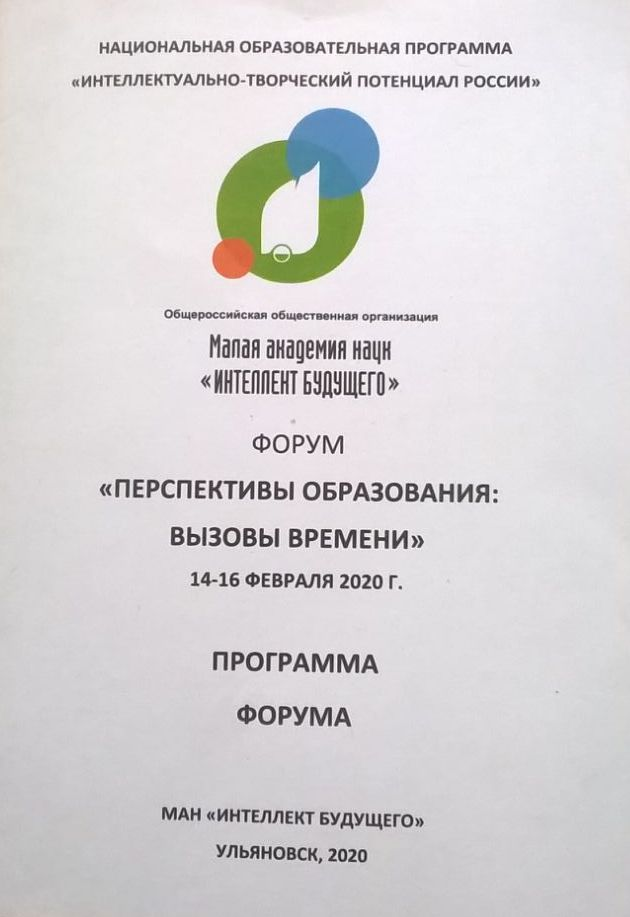 НАЦИОНАЛЬНАЯ ОБРАЗОВАТЕЛЬНАЯ ПРОГРАММА
«ИНТЕЛЛЕКТУАЛЬНО-ТВОРЧЕСКИЙ ПОТЕНЦИАЛ РОССИИ»
Общероссийская общественная организация
Малая академия наук
«ИНТЕЛЛЕКТ БУДУЩЕГО»
ФОРУМ
«ПЕРСПЕКТИВЫ ОБРАЗОВАНИЯ:
ВЫЗОВЫ ВРЕМЕНИ»
14-16 ФЕВРАЛЯ 2020 Г.
ПРОГРАММА
ФОРУМА
МАН «ИНТЕЛЛЕКТ БУДУЩЕГО»
УЛЬЯНОВСК, 2020